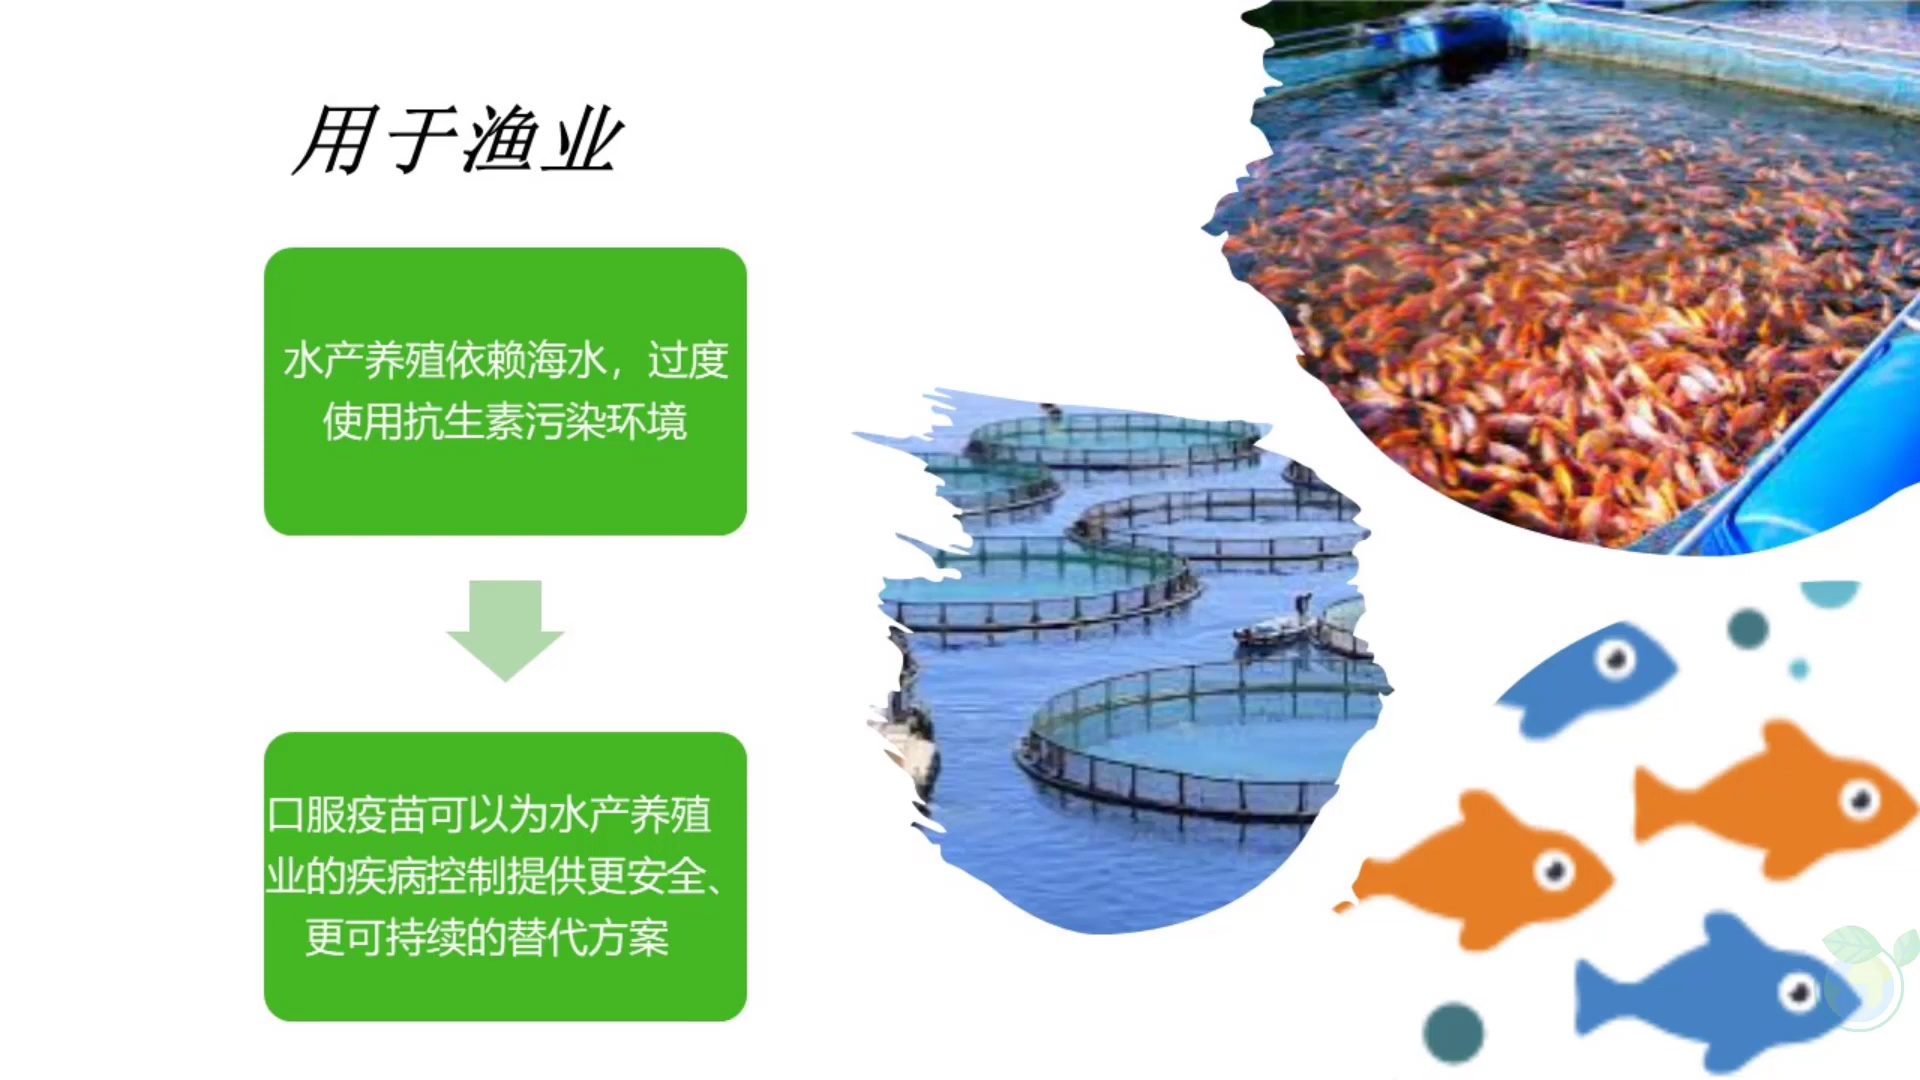 用于渔业
水产养殖依赖海水，过度
使用抗生素污染环境
口服疫苗可以为水产养殖
业的疾病控制提供更安全、
更可持续的替代方案